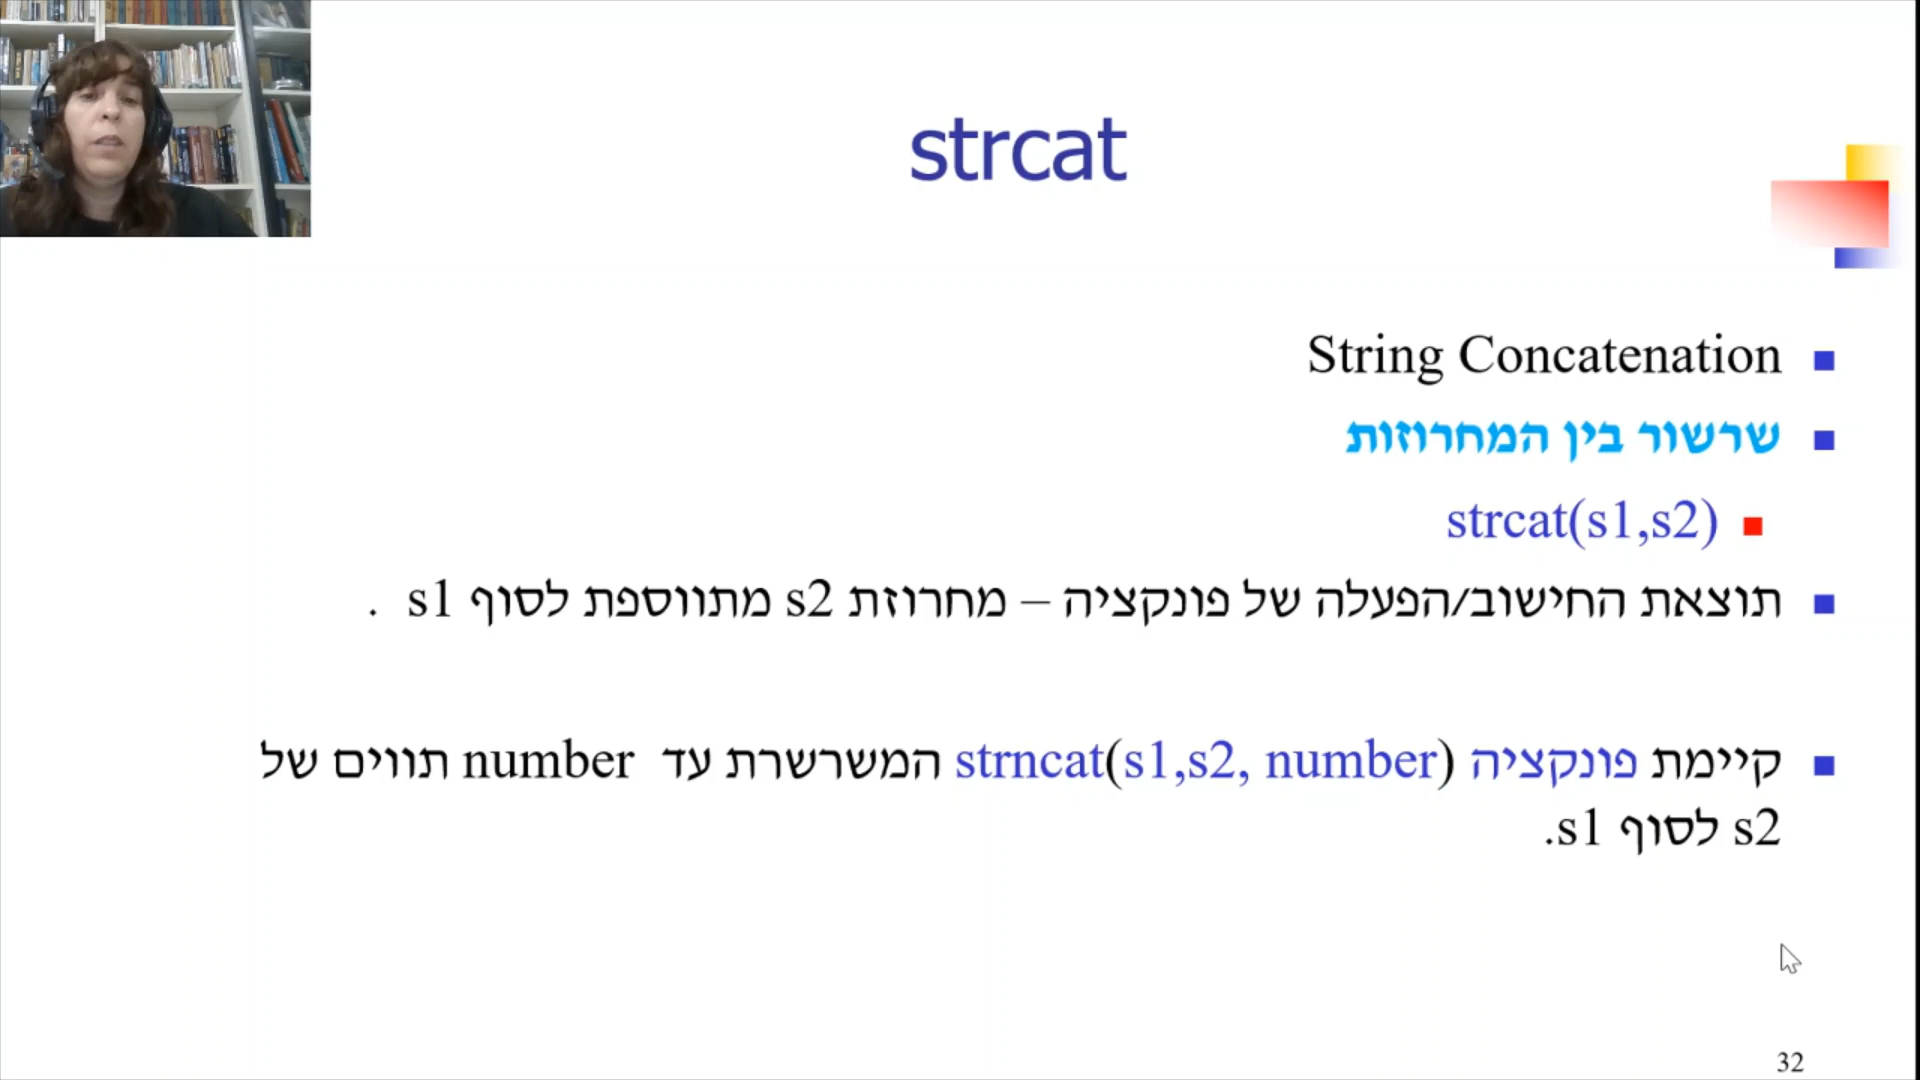 strcat
String Concatenation
שרשור בין המחרוזות
strcat(s1,s2)
תוצאת החישוב/הפעלה של פונקציה – מחרוזת s2 מתווספת לסוף s1 .
קיימת פונקציה strncat(s1,s2, number) המשרשרת עד number תווים של
s2 לסוף s1.
32